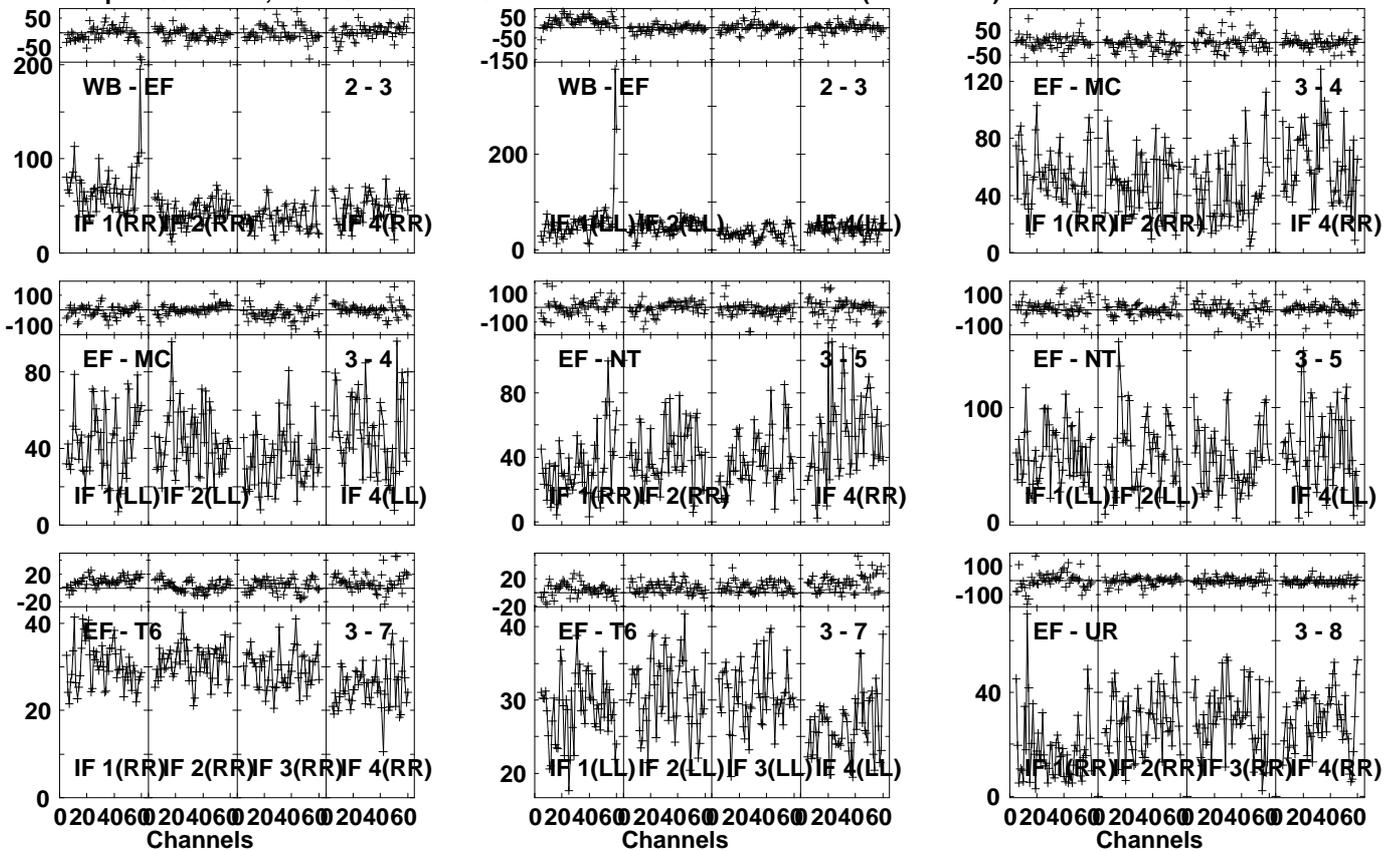 50
-50
200
WB - EF 2 - 3
100
IF 1(RR) IF 2(RR) IF 4(RR)
0
50
-50
-150
WB - EF 2 - 3
200
IF 1(LL) IF 2(LL) IF 4(LL)
0
50
-50
120
EF - MC 3 - 4
80
40
IF 1(RR) IF 2(RR) IF 4(RR)
0
100
-100
EF - MC 3 - 4
80
40
IF 1(LL) IF 2(LL) IF 4(LL)
0
100
-100
EF - NT 3 - 5
80
40
IF 1(RR) IF 2(RR) IF 4(RR)
0
100
-100
EF - NT 3 - 5
100
IF 1(LL) IF 2(LL) IF 4(LL)
0
20
-20
40
EF - T6 3 - 7
20
IF 1(RR) IF 2(RR) IF 3(RR) IF 4(RR)
0
0 20 40 60 0 20 40 60 0 20 40 60 0 20 40 60
Channels
20
-20
40
EF - T6 3 - 7
30
20
IF 1(LL) IF 2(LL) IF 3(LL) IF 4(LL)
0 20 40 60 0 20 40 60 0 20 40 60 0 20 40 60
Channels
100
-100
EF - UR 3 - 8
40
IF 1(RR) IF 2(RR) IF 3(RR) IF 4(RR)
0
0 20 40 60 0 20 40 60 0 20 40 60 0 20 40 60
Channels